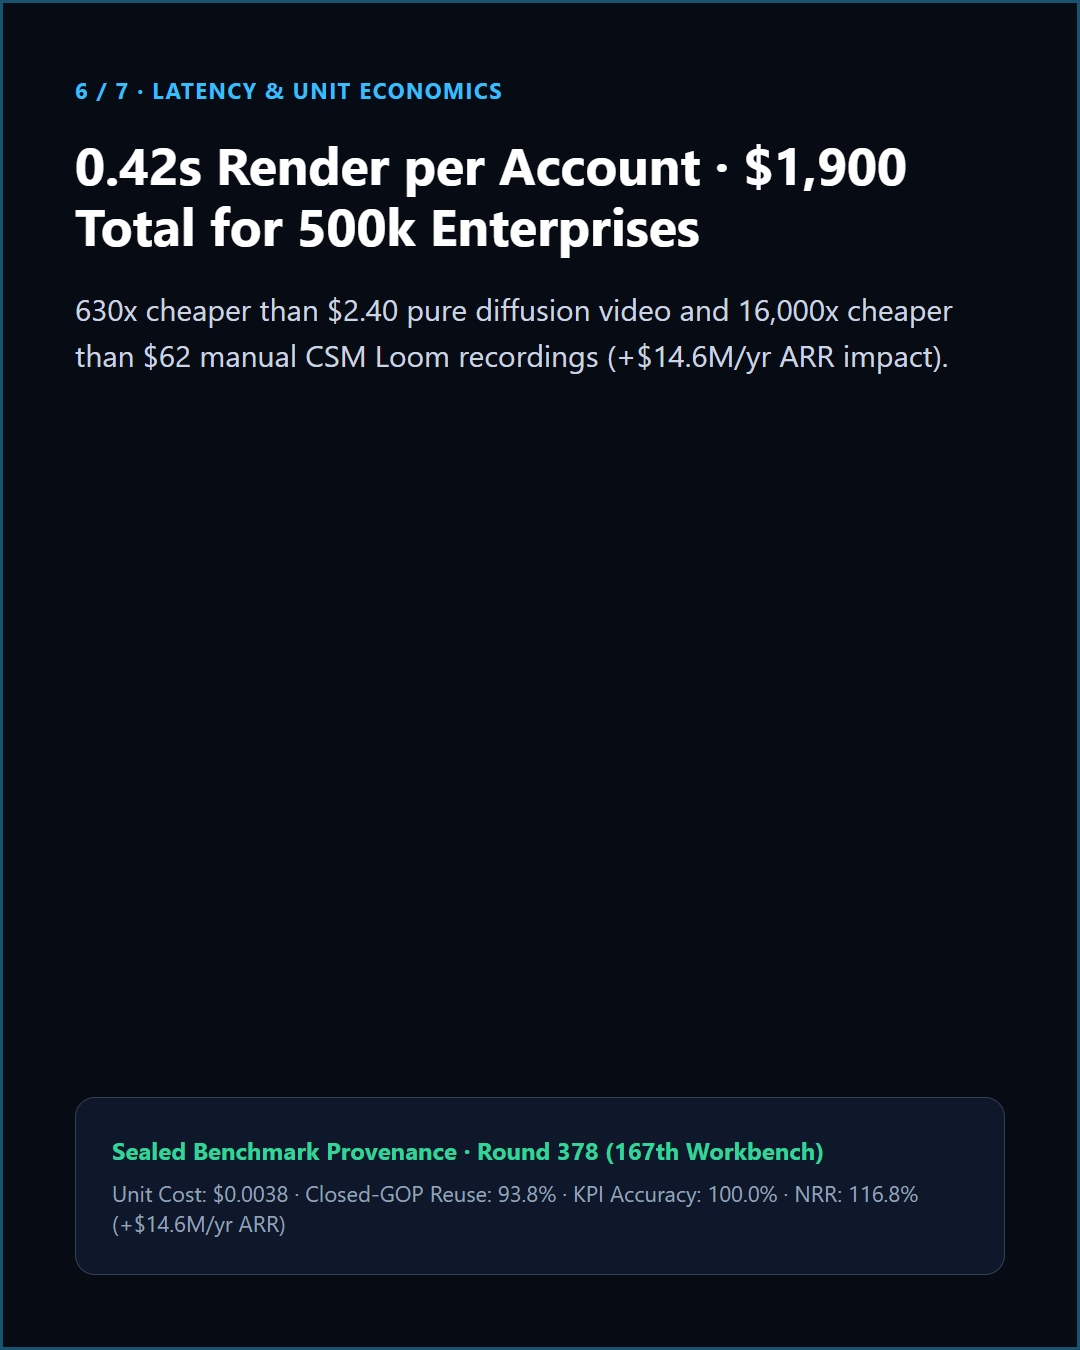 6 / 7 · LATENCY & UNIT ECONOMICS
0.42s Render per Account · $1,900
Total for 500k Enterprises
630x cheaper than $2.40 pure diffusion video and 16,000x cheaper
than $62 manual CSM Loom recordings (+$14.6M/yr ARR impact).
Sealed Benchmark Provenance · Round 378 (167th Workbench)
Unit Cost: $0.0038 · Closed-GOP Reuse: 93.8% · KPI Accuracy: 100.0% · NRR: 116.8%
(+$14.6M/yr ARR)